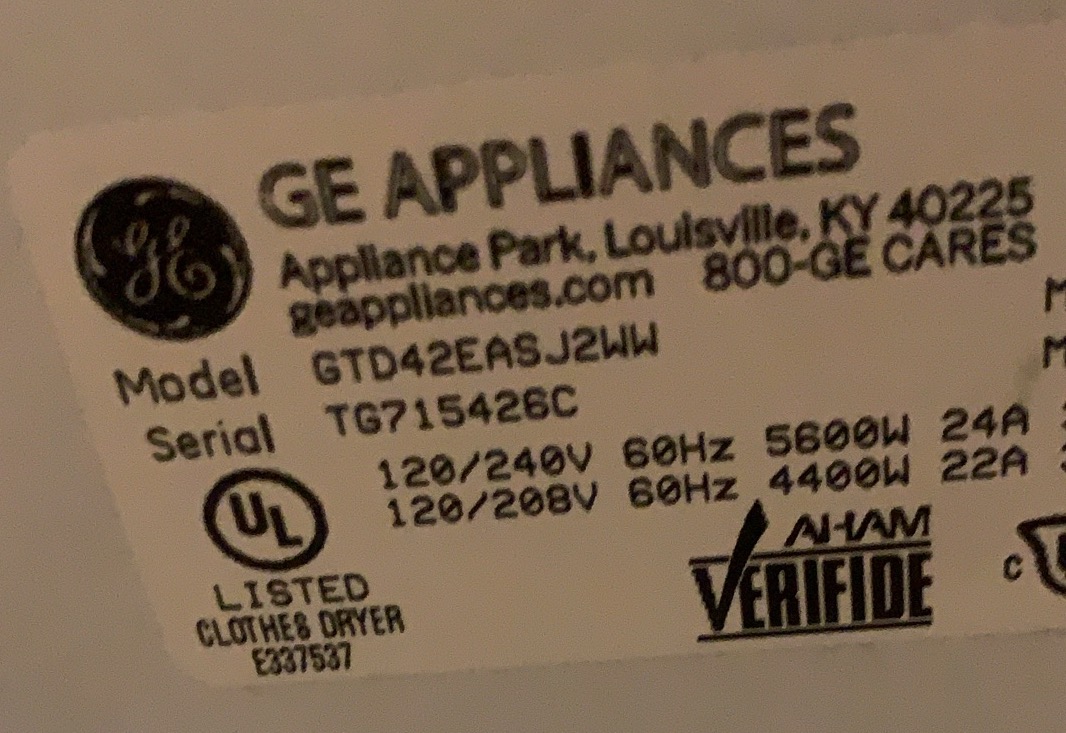 GE
GE APPLIANCES
Appliance Park, Louisville, KY 40225
geappliances.com 800-GE CARES
Model GTD42EASJ2WW
Serial TG715426C
120/240V 60Hz 5600W 24A
120/208V 60Hz 4400W 22A
UL
LISTED
CLOTHES DRYER
E337537
AHAM
VERIFIDE
C
M
M